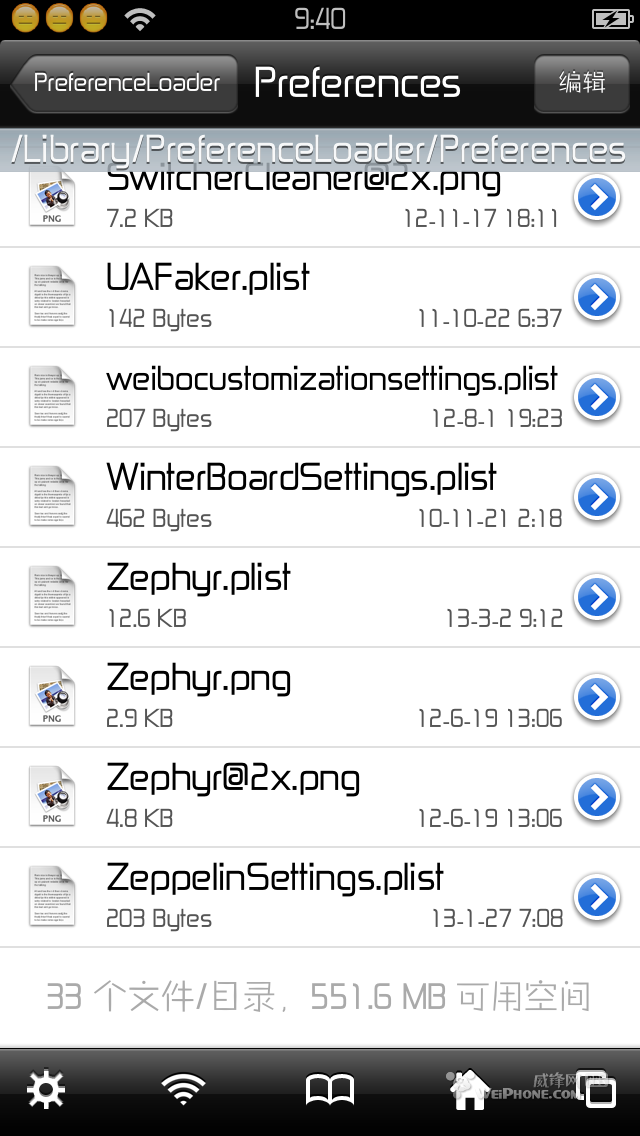 9:40
PreferenceLoader
Preferences
编辑
/Library/PreferenceLoader/Preferences
SwitcherCleaner@2x.png
PNG
7.2 KB
12-11-17 18:11
UAFaker.plist
142 Bytes
11-10-22 6:37
weibocustomizationsettings.plist
207 Bytes
12-8-1 19:23
WinterBoardSettings.plist
462 Bytes
10-11-21 2:18
Zephyr.plist
12.6 KB
13-3-2 9:12
Zephyr.png
PNG
2.9 KB
12-6-19 13:06
Zephyr@2x.png
PNG
4.8 KB
12-6-19 13:06
ZeppelinSettings.plist
203 Bytes
13-1-27 7:08
33 个文件/目录，551.6 MB 可用空间
威锋网
WEiPHONE.COM